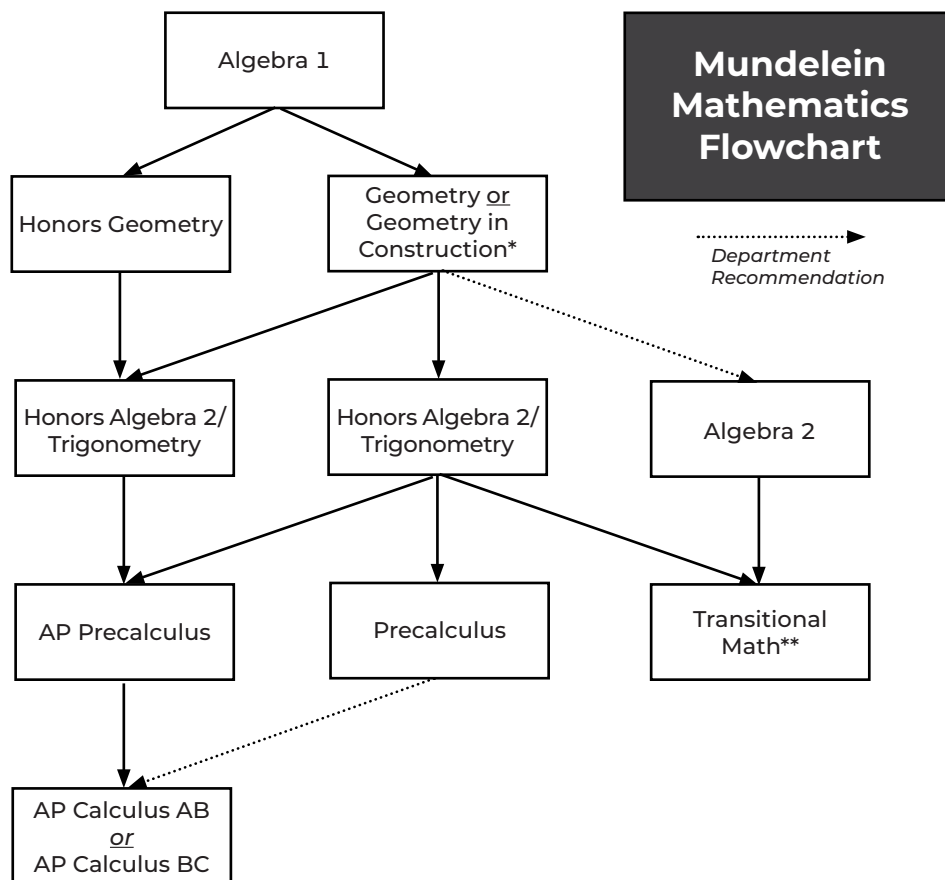 Algebra 1
Mundelein
Mathematics
Flowchart
Honors Geometry
Geometry or
Geometry in
Construction*
Department
Recommendation
Honors Algebra 2/
Trigonometry
Honors Algebra 2/
Trigonometry
Algebra 2
AP Precalculus
Precalculus
Transitional
Math**
AP Calculus AB
or
AP Calculus BC